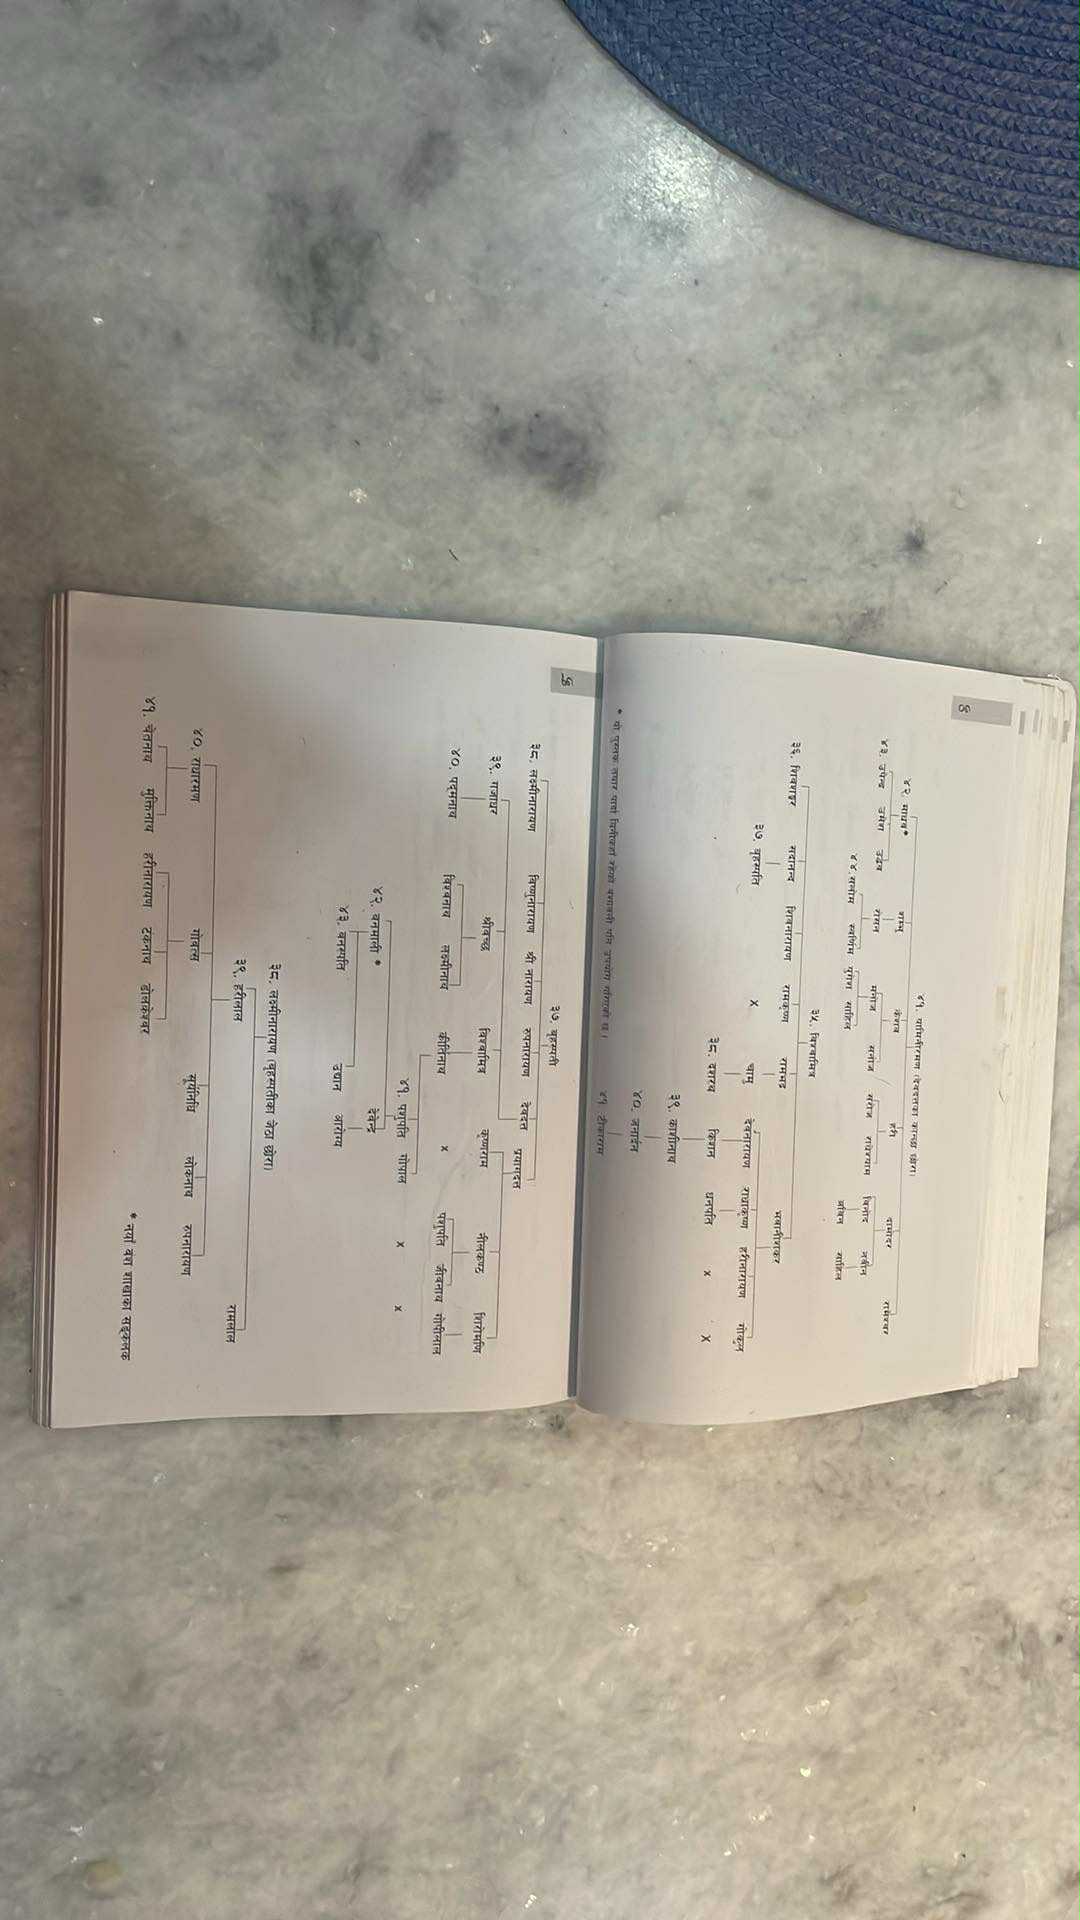 ४१. यामिनीरमण (देवदत्तका कान्छा छोरा)
४२. माधव* शम्भु केशव हरी दामोदर रामेश्वर
४३. उपेन्द्र उमेश उद्धव रोसन मनोज सनोज सरोज राधेश्याम विनोद नवीन
४४. सलोम स्वर्णिम युगेश साहिल प्रविन साहिल
३५. विश्वामित्र
३६. शिवशङ्कर सदानन्द शिवनारायण रामकृष्ण रामभद्र भवानीशंकर
३७. बृहस्पति x चामु देवनारायण राधाकृष्ण हरीनारायण गोकुल
३८. दशरथ किशन धनपति x x
३९. काशीनाथ
४०. जनार्दन
४१. टीकाराम
* यो पुस्तक तयार पार्दा यिनीकहाँ रहेको वंशावली पनि उपयोग गरिएको छ।
३७. बृहस्पती
३८. लक्ष्मीनारायण विष्णुनारायण श्री नारायण रुपनारायण देवदत्त प्रयागदत्त
३९. गजाधर श्रीवच्छ विश्वामित्र कृष्णराम नीलकण्ठ शिरोमणि
४०. पद्मनाथ विश्वनाथ लक्ष्मीनाथ कीर्तिनाथ x पशुपति जीवनाथ गोपीलाल
४१. पशुपति गोपाल x x
४२. बनमाली * देवेन्द्र
४३. वनस्पति उद्यान आरोग्य
३८. लक्ष्मीनारायण (बृहस्पतीका जेठा छोरा)
३९. हरीलाल रामलाल
४०. राधारमण गोवत्स सूर्यनिधि लोकनाथ रुपनारायण
४१. चेतनाथ मुक्तिनाथ हरीनारायण टंकनाथ डोलकेश्वर
* नयाँ वंश शाखाका सङ्कलक